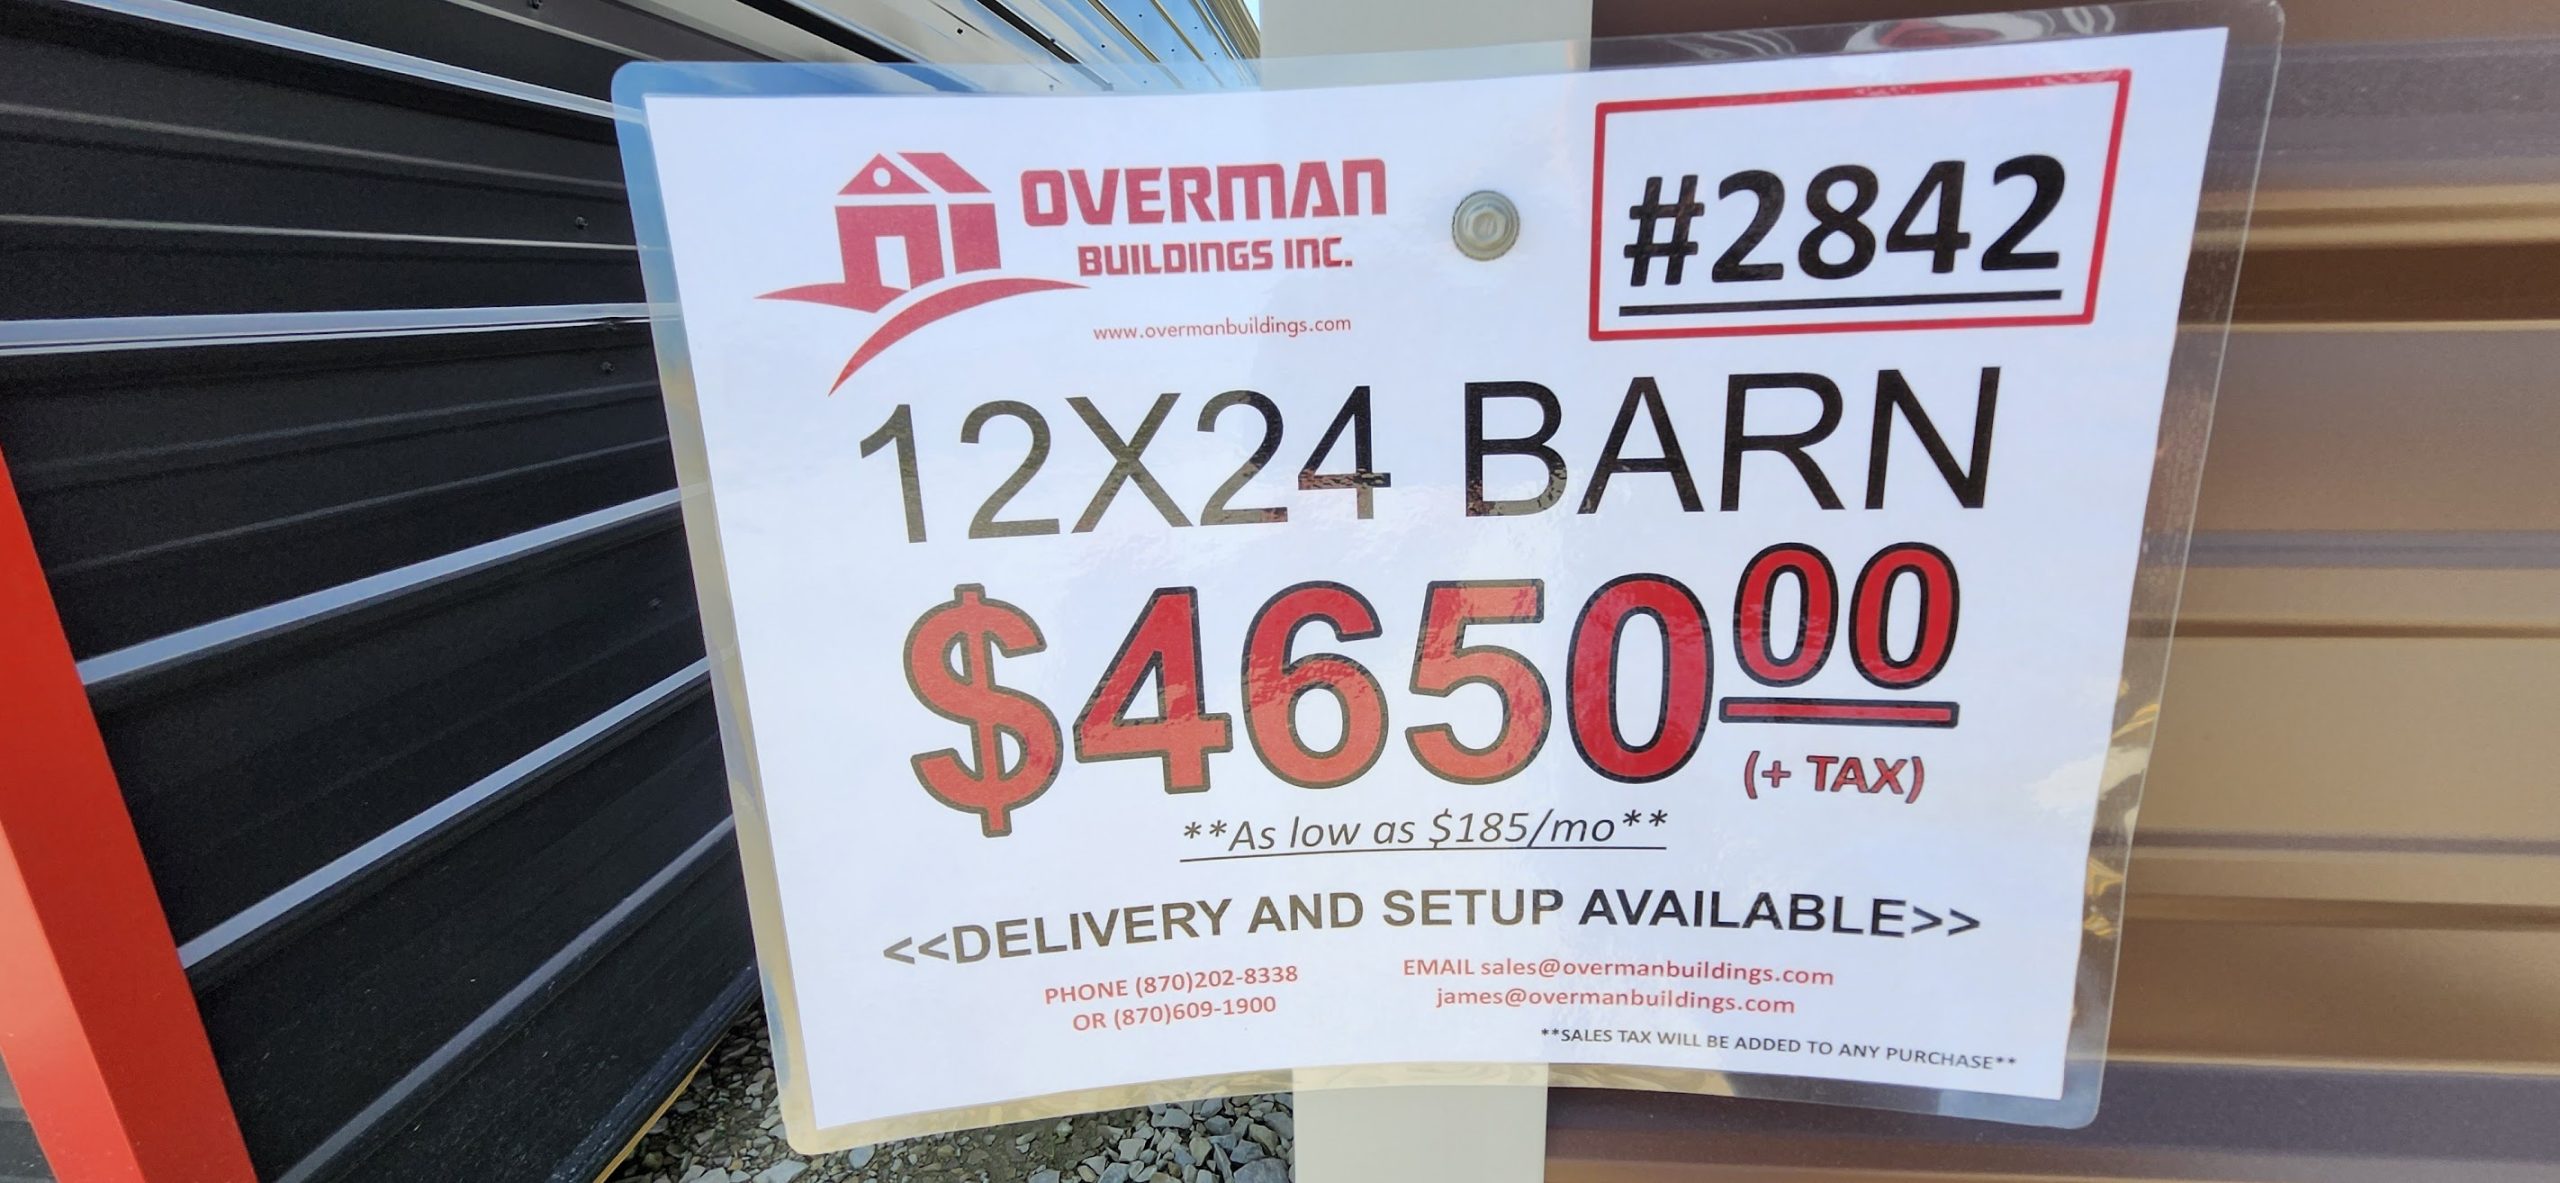 OVERMAN
BUILDINGS INC.
www.overmanbuildings.com
#2842
12X24 BARN
$465000
(+ TAX)
**As low as $185/mo**
<<DELIVERY AND SETUP AVAILABLE>>
PHONE (870)202-8338
OR (870)609-1900
EMAIL sales@overmanbuildings.com
james@overmanbuildings.com
**SALES TAX WILL BE ADDED TO ANY PURCHASE**